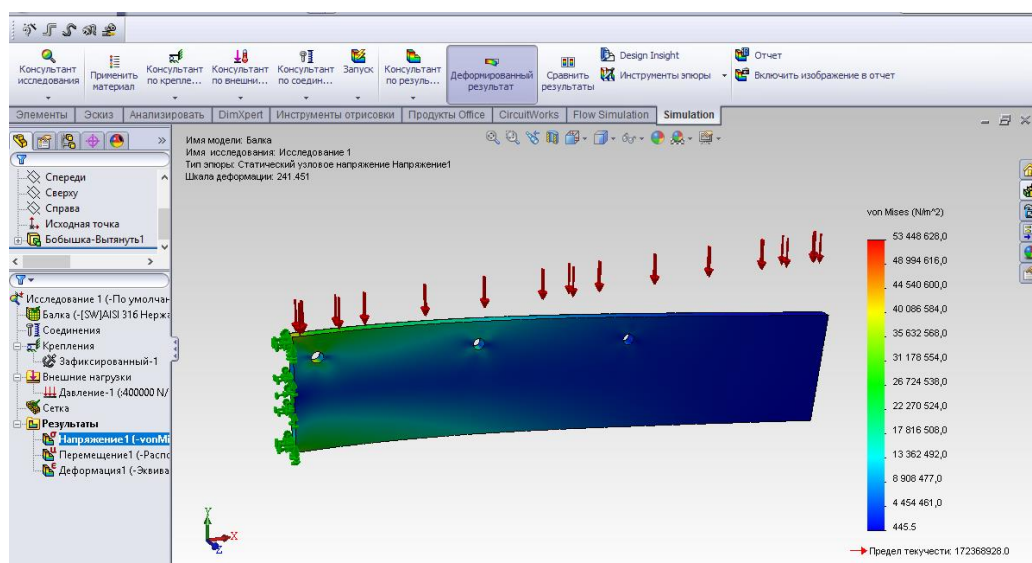 Консультант исследования
Применить материал
Консультант по крепле...
Консультант по внешни...
Консультант по соедин...
Запуск
Консультант по резуль...
Деформированный результат
Сравнить результаты
Design Insight
Инструменты эпюры
Отчет
Включить изображение в отчет
Элементы
Эскиз
Анализировать
DimXpert
Инструменты отрисовки
Продукты Office
CircuitWorks
Flow Simulation
Simulation
Спереди
Сверху
Справа
Исходная точка
Бобышка-Вытянуть1
Исследование 1 (-По умолчан
Балка (-[SW]AISI 316 Нержа
Соединения
Крепления
Зафиксированный-1
Внешние нагрузки
Давление-1 (:400000 N/
Сетка
Результаты
Напряжение1 (-vonMi
Перемещение1 (-Распо
Деформация1 (-Эквива
Имя модели: Балка
Имя исследования: Исследование 1
Тип эпюры: Статический узловое напряжение Напряжение1
Шкала деформации: 241.451
von Mises (N/m^2)
53 448 628,0
48 994 616,0
44 540 600,0
40 086 584,0
35 632 568,0
31 178 554,0
26 724 538,0
22 270 524,0
17 816 508,0
13 362 492,0
8 908 477,0
4 454 461,0
445.5
Предел текучести: 172368928.0
Y
X
Z